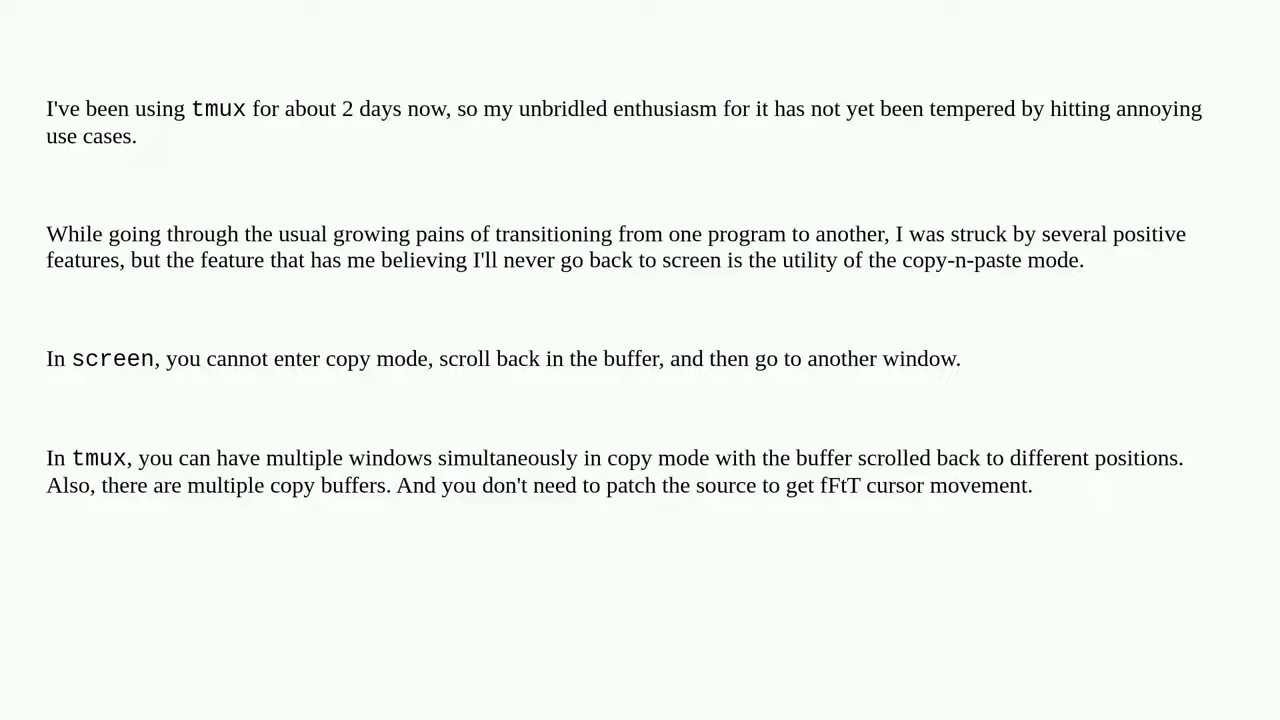 I've been using tmux for about 2 days now, so my unbridled enthusiasm for it has not yet been tempered by hitting annoying
use cases.
While going through the usual growing pains of transitioning from one program to another, I was struck by several positive
features, but the feature that has me believing I'll never go back to screen is the utility of the copy-n-paste mode.
In screen, you cannot enter copy mode, scroll back in the buffer, and then go to another window.
In tmux, you can have multiple windows simultaneously in copy mode with the buffer scrolled back to different positions.
Also, there are multiple copy buffers. And you don't need to patch the source to get fFtT cursor movement.